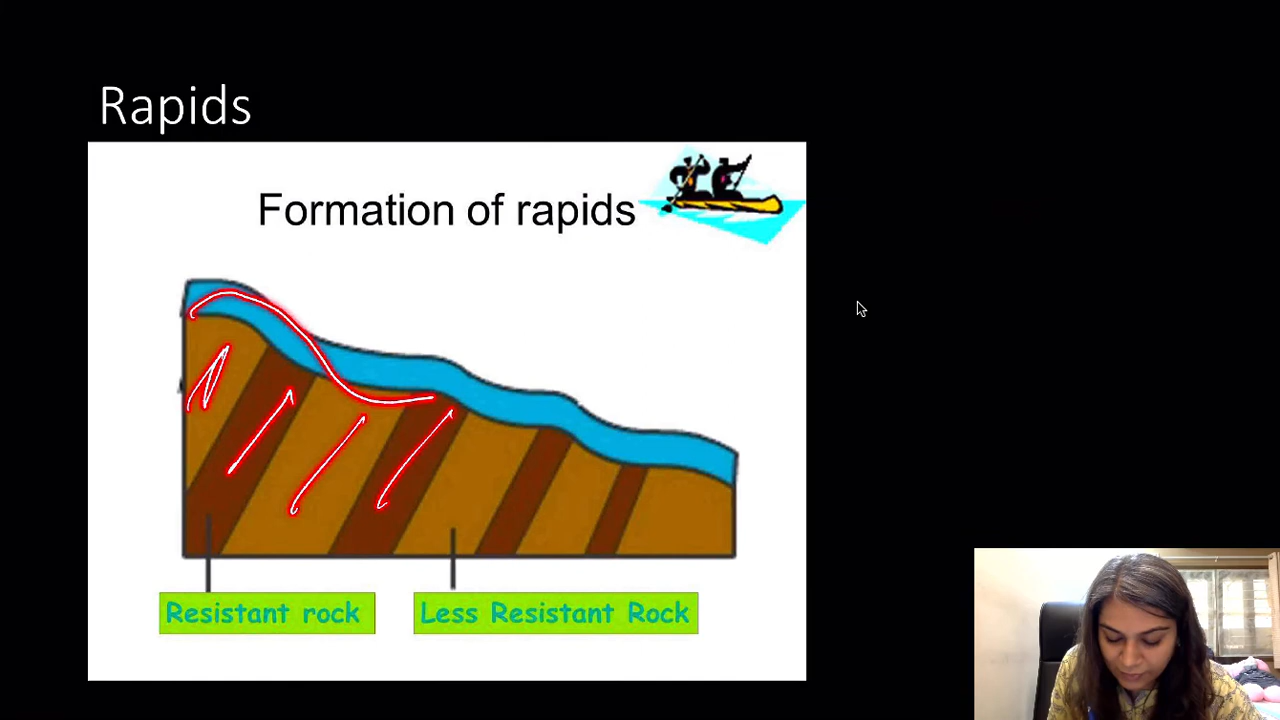 Rapids
Formation of rapids
Resistant rock
Less Resistant Rock